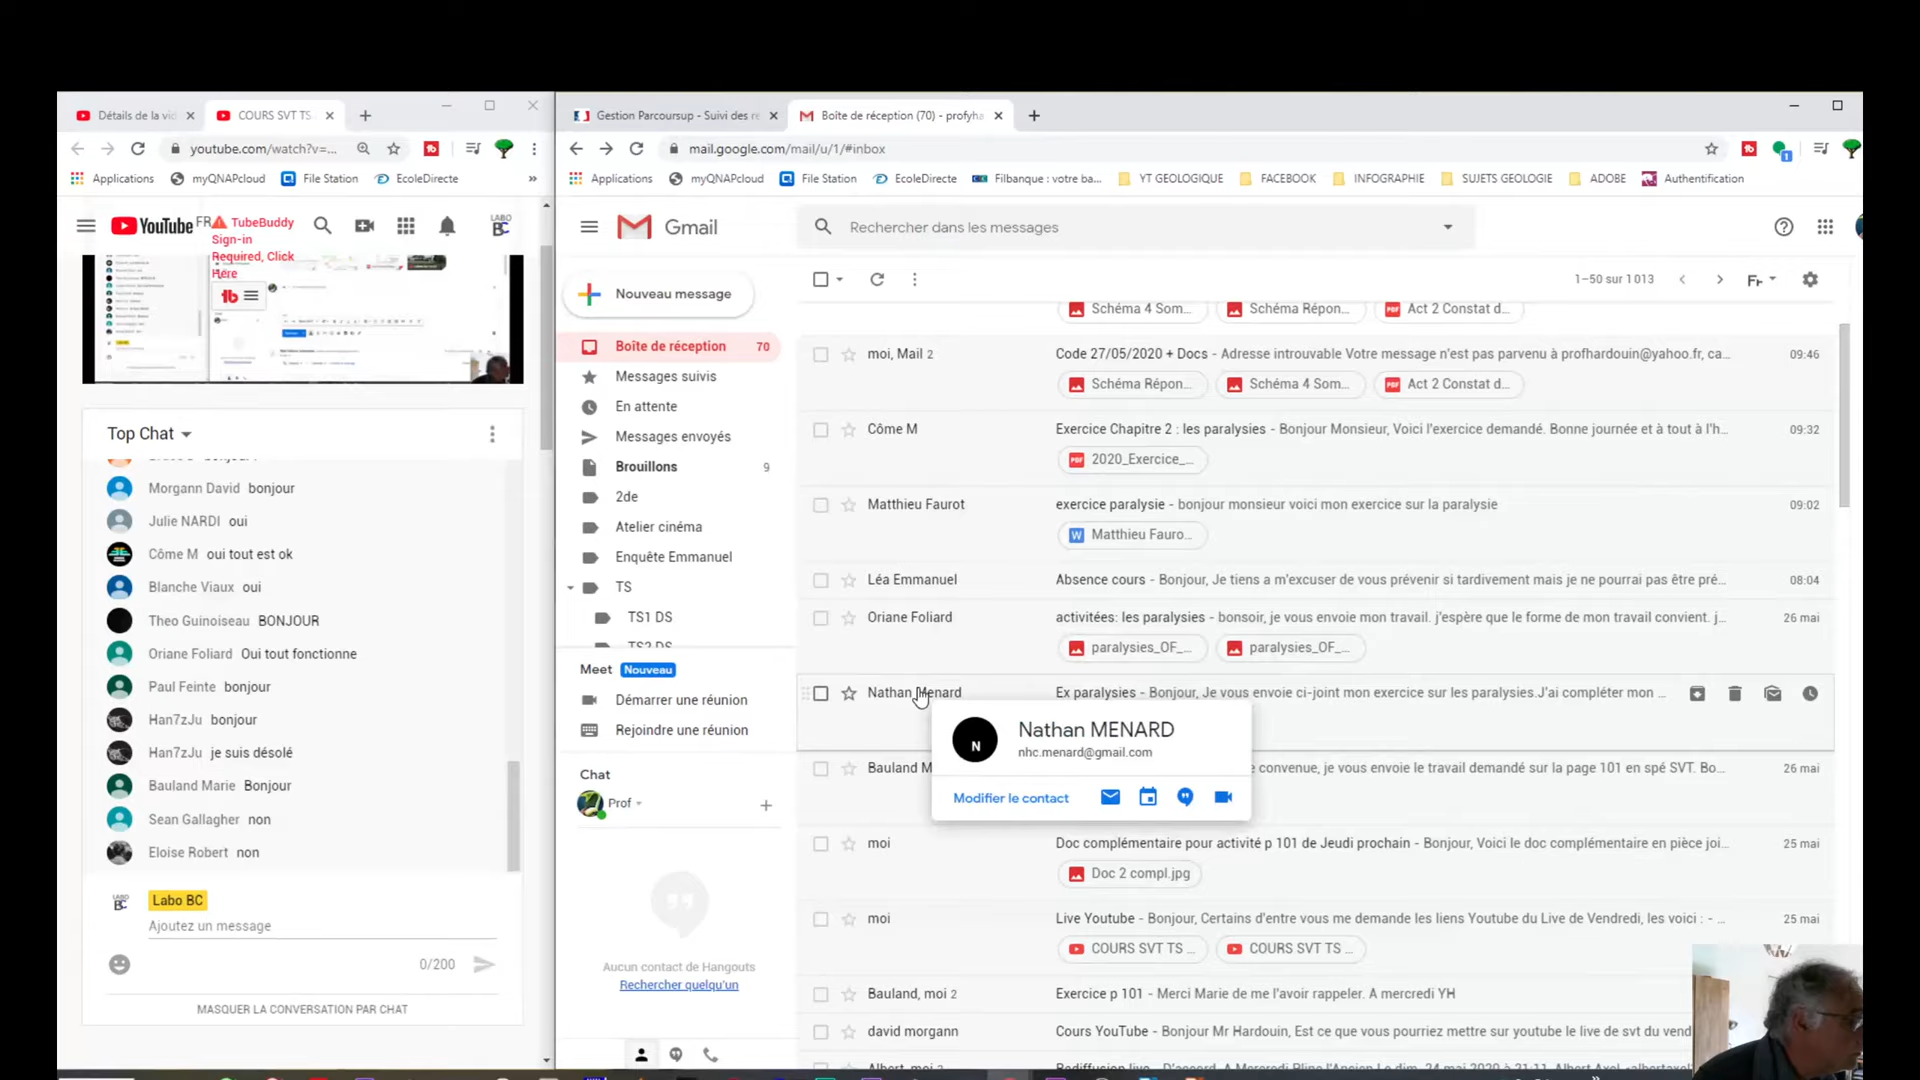 Détails de la vid
COURS SVT TS
youtube.com/watch?v=...
Applications
myQNAPcloud
File Station
EcoleDirecte
»
YouTube FR
TubeBuddy
Sign-in
Required, Click
Here
LABO
BC
Top Chat
Morgann David bonjour
Julie NARDI oui
Côme M oui tout est ok
Blanche Viaux oui
Theo Guinoiseau BONJOUR
Oriane Foliard Oui tout fonctionne
Paul Feinte bonjour
Han7zJu bonjour
Han7zJu je suis désolé
Bauland Marie Bonjour
Sean Gallagher non
Eloise Robert non
LABO
BC
Labo BC
Ajoutez un message
0/200
MASQUER LA CONVERSATION PAR CHAT
Gestion Parcoursup - Suivi des re
Boîte de réception (70) - profyha
mail.google.com/mail/u/1/#inbox
1
Applications
myQNAPcloud
File Station
EcoleDirecte
Filbanque : votre ba...
YT GEOLOGIQUE
FACEBOOK
INFOGRAPHIE
SUJETS GEOLOGIE
ADOBE
Authentification
Gmail
Rechercher dans les messages
Nouveau message
1–50 sur 1 013
Fr
Boîte de réception 70
Messages suivis
En attente
Messages envoyés
Brouillons 9
2de
Atelier cinéma
Enquête Emmanuel
TS
TS1 DS
TS2 DS
Meet Nouveau
Démarrer une réunion
Rejoindre une réunion
Chat
Prof
Aucun contact de Hangouts
Rechercher quelqu'un
Schéma 4 Som...
Schéma Répon...
PDF Act 2 Constat d...
moi, Mail 2 Code 27/05/2020 + Docs - Adresse introuvable Votre message n'est pas parvenu à profhardouin@yahoo.fr, ca... 09:46
Schéma Répon...
Schéma 4 Som...
PDF Act 2 Constat d...
Côme M Exercice Chapitre 2 : les paralysies - Bonjour Monsieur, Voici l'exercice demandé. Bonne journée et à tout à l'h... 09:32
PDF 2020_Exercice_...
Matthieu Faurot exercice paralysie - bonjour monsieur voici mon exercice sur la paralysie 09:02
W Matthieu Fauro...
Léa Emmanuel Absence cours - Bonjour, Je tiens a m'excuser de vous prévenir si tardivement mais je ne pourrai pas être pré... 08:04
Oriane Foliard activitées: les paralysies - bonsoir, je vous envoie mon travail. j'espère que le forme de mon travail convient. j... 26 mai
paralysies_OF_...
paralysies_OF_...
Nathan Menard Ex paralysies - Bonjour, Je vous envoie ci-joint mon exercice sur les paralysies.J'ai compléter mon ...
N
Nathan MENARD
nhc.menard@gmail.com
Modifier le contact
Bauland M convenue, je vous envoie le travail demandé sur la page 101 en spé SVT. Bo... 26 mai
moi Doc complémentaire pour activité p 101 de Jeudi prochain - Bonjour, Voici le doc complémentaire en pièce joi... 25 mai
Doc 2 compl.jpg
moi Live Youtube - Bonjour, Certains d'entre vous me demande les liens Youtube du Live de Vendredi, les voici : - ... 25 mai
COURS SVT TS ...
COURS SVT TS ...
Bauland, moi 2 Exercice p 101 - Merci Marie de me l'avoir rappeler. A mercredi YH
david morgann Cours YouTube - Bonjour Mr Hardouin, Est ce que vous pourriez mettre sur youtube le live de svt du vend